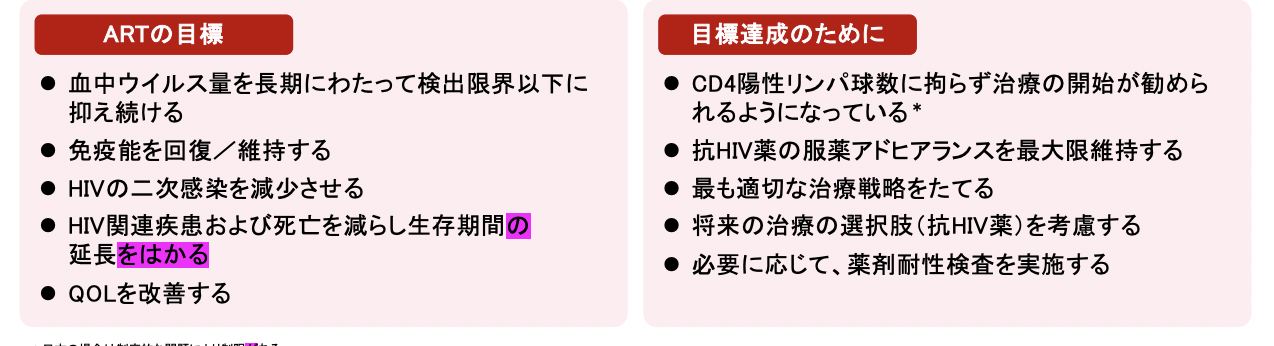 ARTの目標
● 血中ウイルス量を長期にわたって検出限界以下に
抑え続ける
● 免疫能を回復／維持する
● HIVの二次感染を減少させる
● HIV関連疾患および死亡を減らし生存期間の
延長をはかる
● QOLを改善する
目標達成のために
● CD4陽性リンパ球数に拘らず治療の開始が勧めら
れるようになっている*
● 抗HIV薬の服薬アドヒアランスを最大限維持する
● 最も適切な治療戦略をたてる
● 将来の治療の選択肢（抗HIV薬）を考慮する
● 必要に応じて、薬剤耐性検査を実施する